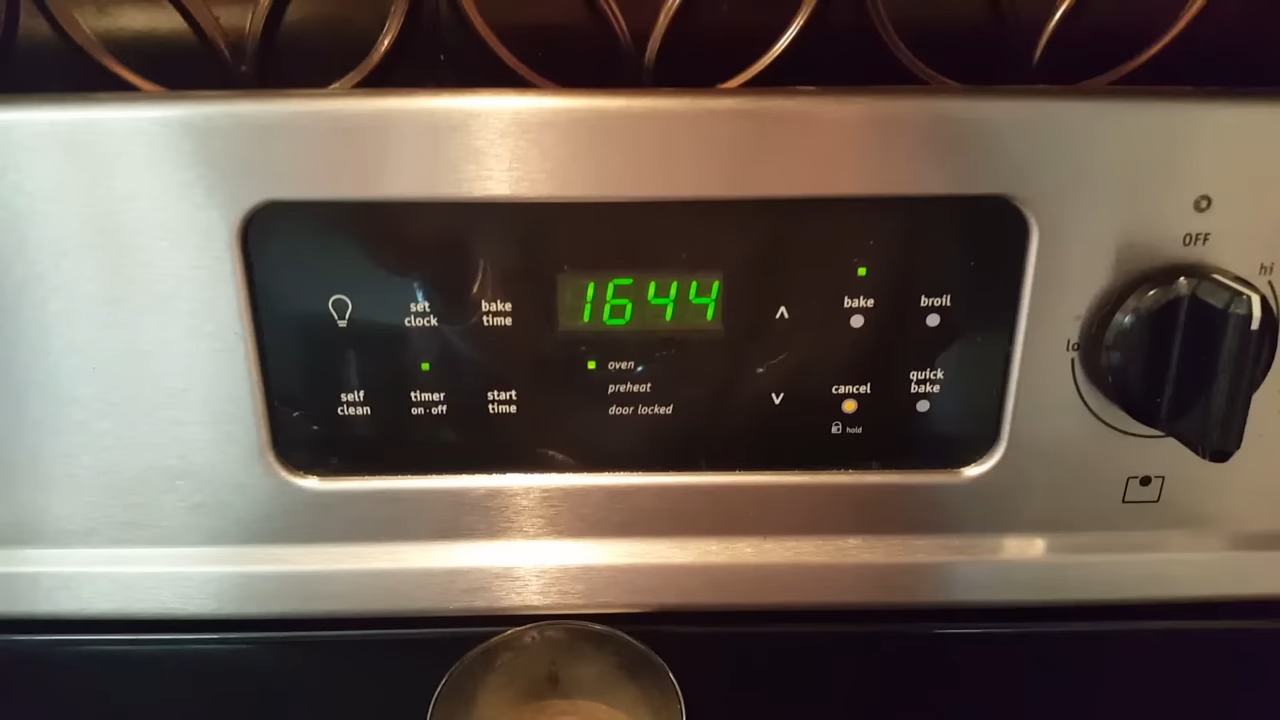 OFF
hi
lo
set
clock
bake
time
1644
^
bake
broil
oven
preheat
door locked
self
clean
timer
on·off
start
time
v
cancel
hold
quick
bake